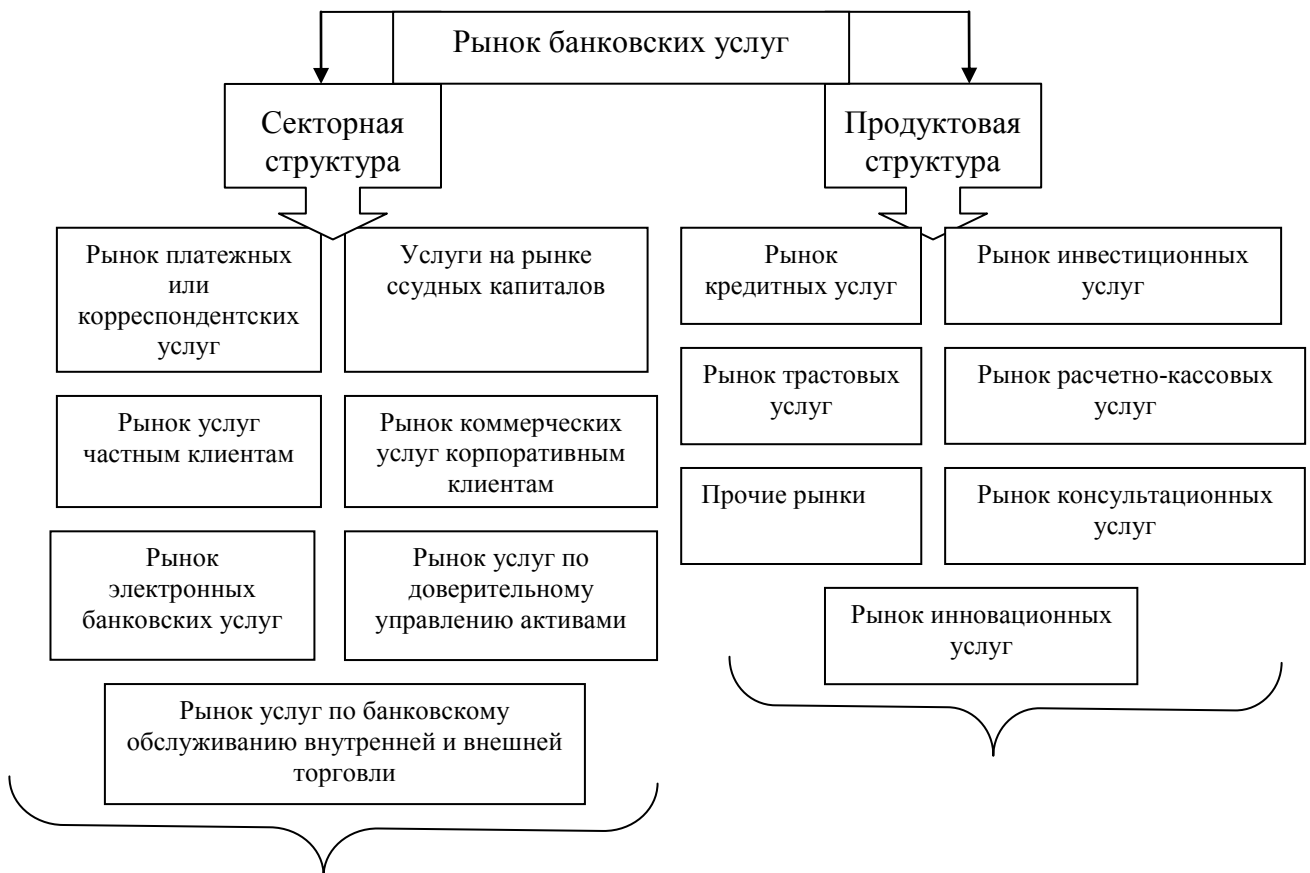 Рынок банковских услуг
Секторная
структура
Продуктовая
структура
Рынок платежных
или
корреспондентских
услуг
Услуги на рынке
ссудных капиталов
Рынок услуг
частным клиентам
Рынок коммерческих
услуг корпоративным
клиентам
Рынок
электронных
банковских услуг
Рынок услуг по
доверительному
управлению активами
Рынок услуг по банковскому
обслуживанию внутренней и внешней
торговли
Рынок
кредитных услуг
Рынок инвестиционных
услуг
Рынок трастовых
услуг
Рынок расчетно-кассовых
услуг
Прочие рынки
Рынок консультационных
услуг
Рынок инновационных
услуг